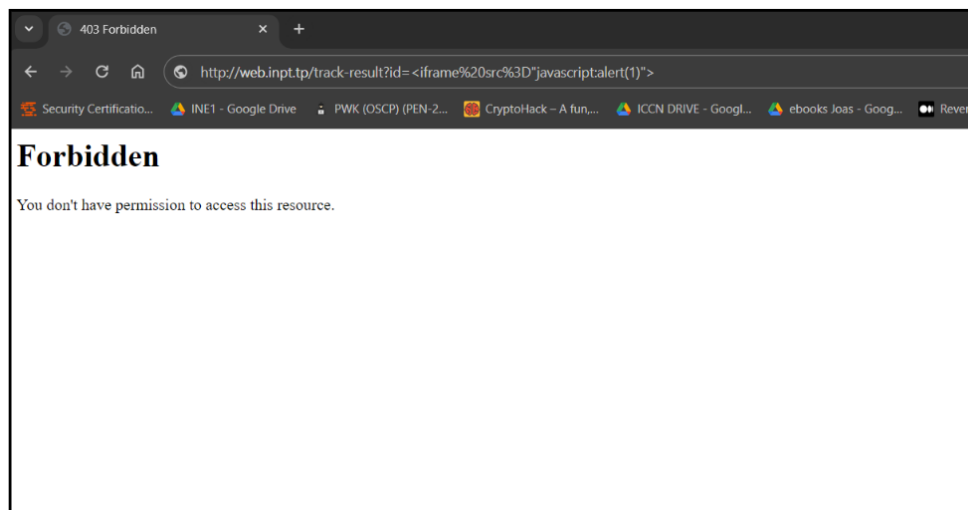 403 Forbidden
http://web.inpt.tp/track-result?id=<iframe%20src%3D"javascript:alert(1)">
Security Certificatio... INE1 - Google Drive PWK (OSCP) (PEN-2... CryptoHack – A fun,... ICCN DRIVE - Googl... ebooks Joas - Goog... Rever
Forbidden
You don't have permission to access this resource.